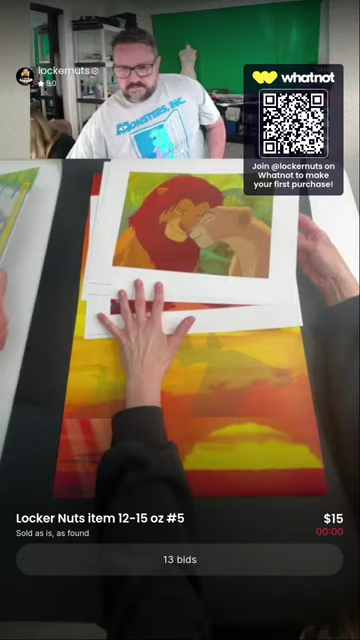 lockernuts
★ 5.0
whatnot
Join @lockernuts on
Whatnot to make
your first purchase!
MONSTERS, INC.
Locker Nuts item 12-15 oz #5
$15
Sold as is, as found
00:00
13 bids